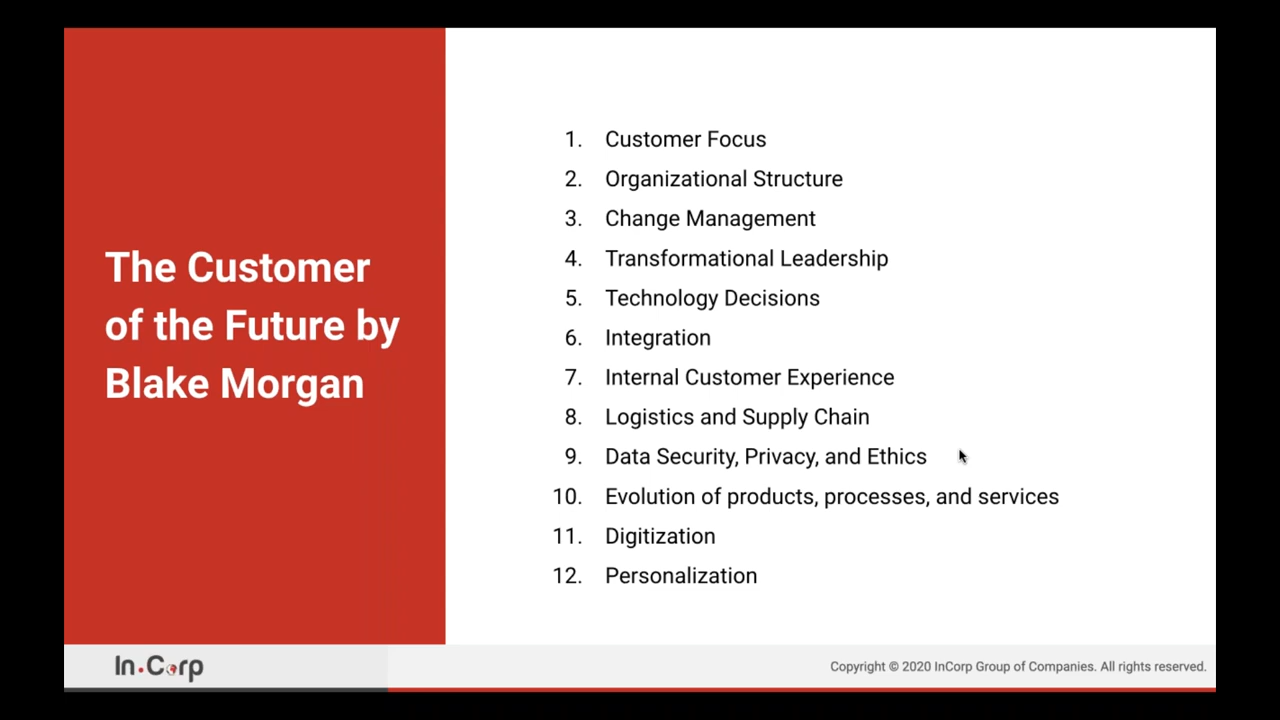 The Customer
of the Future by
Blake Morgan
1. Customer Focus
2. Organizational Structure
3. Change Management
4. Transformational Leadership
5. Technology Decisions
6. Integration
7. Internal Customer Experience
8. Logistics and Supply Chain
9. Data Security, Privacy, and Ethics
10. Evolution of products, processes, and services
11. Digitization
12. Personalization
In.Corp
Copyright © 2020 InCorp Group of Companies. All rights reserved.